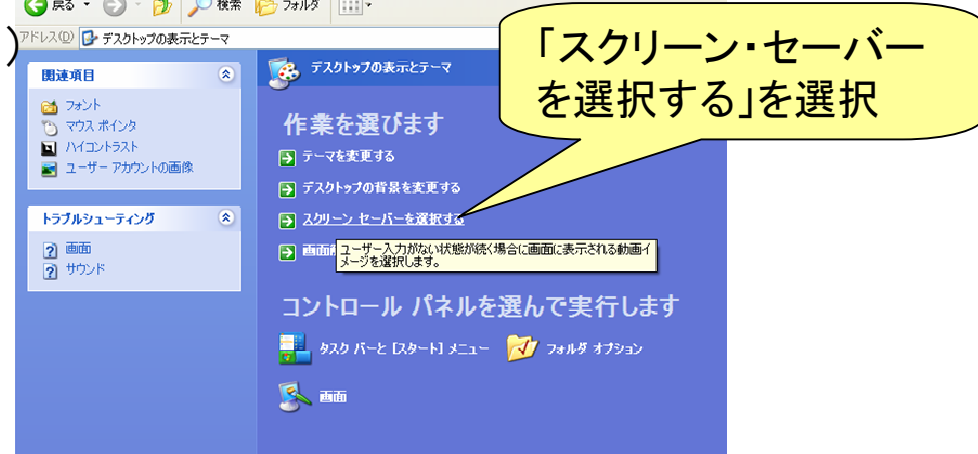 戻る
検索
フォルダ
)
アドレス(D)
デスクトップの表示とテーマ
「スクリーン・セーバー
を選択する」を選択
関連項目
フォント
マウス ポインタ
ハイコントラスト
ユーザー アカウントの画像
トラブルシューティング
画面
サウンド
デスクトップの表示とテーマ
作業を選びます
テーマを変更する
デスクトップの背景を変更する
スクリーン セーバーを選択する
ユーザー入力がない状態が続く場合に画面に表示される動画イ
メージを選択します。
コントロール パネルを選んで実行します
タスク バーと [スタート] メニュー
フォルダ オプション
画面